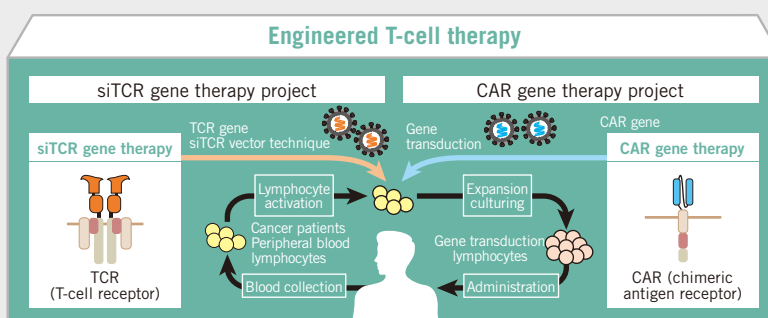 Engineered T-cell therapy
siTCR gene therapy project
CAR gene therapy project
TCR gene
siTCR vector technique
Gene
transduction
CAR gene
siTCR gene therapy
CAR gene therapy
Lymphocyte
activation
Expansion
culturing
Cancer patients
Peripheral blood
lymphocytes
Gene transduction
lymphocytes
TCR
(T-cell receptor)
Blood collection
Administration
CAR (chimeric
antigen receptor)